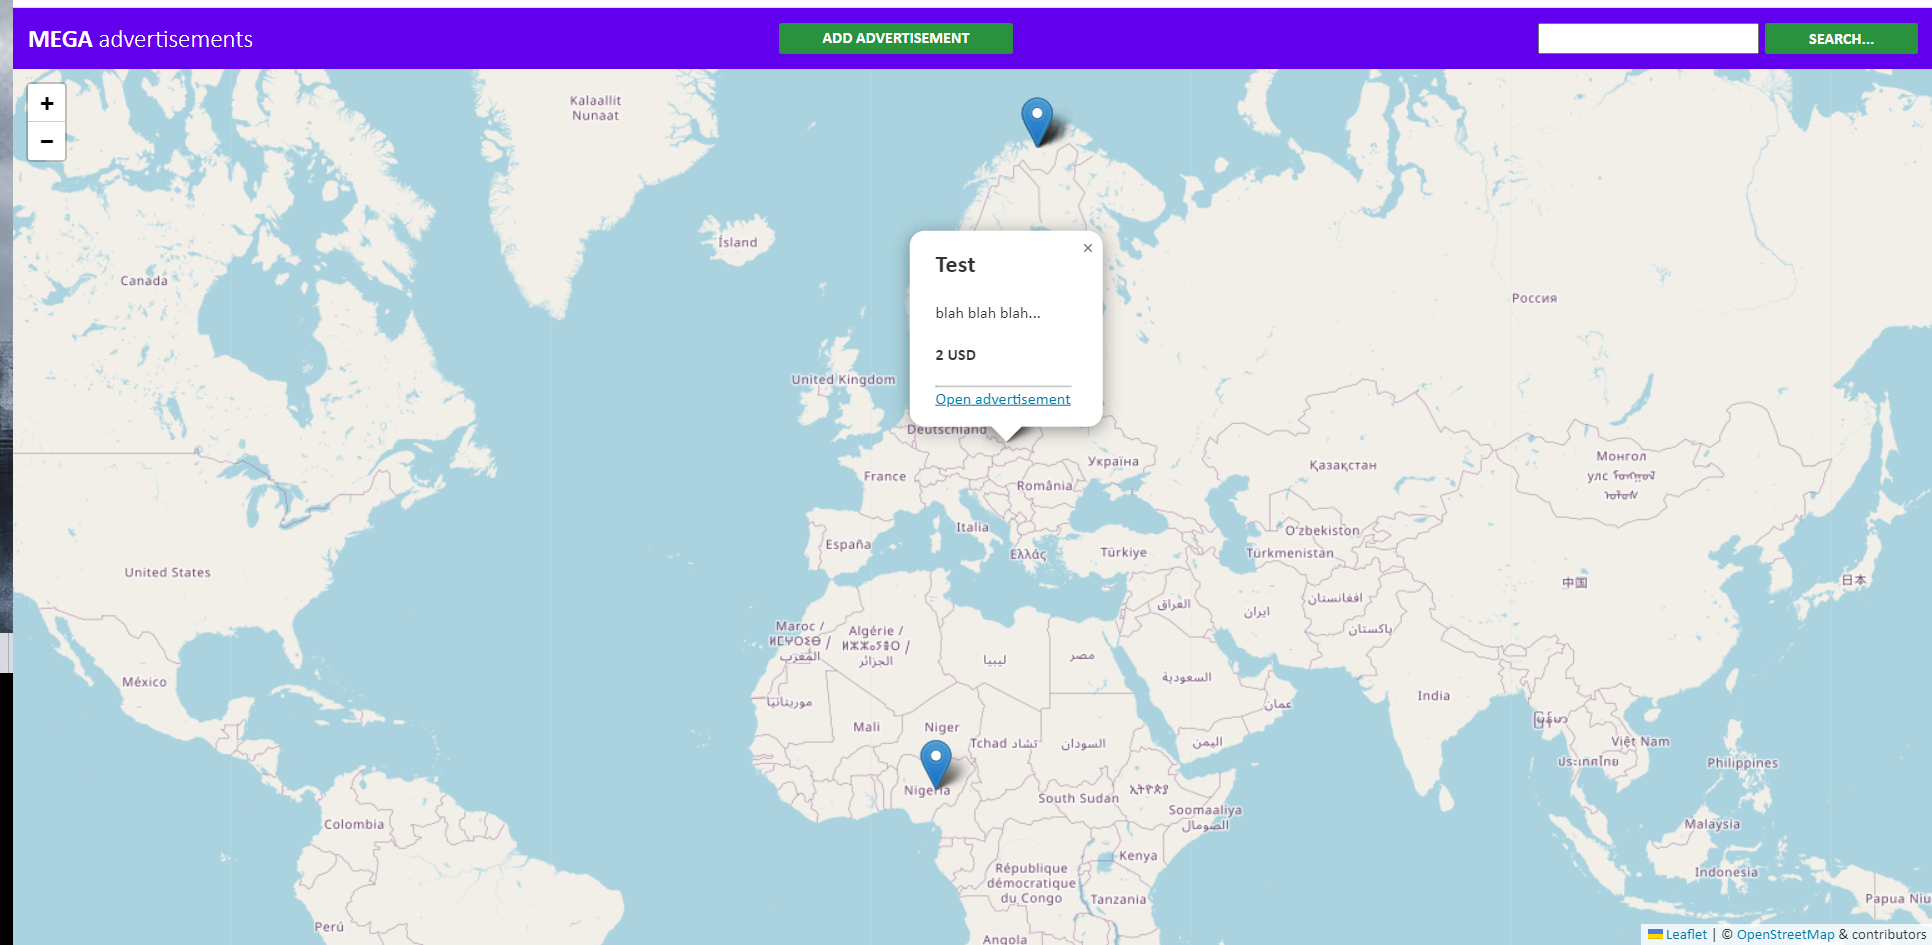 MEGA advertisements
ADD ADVERTISEMENT
SEARCH...
+
−
Kalaallit
Nunaat
Ísland
Canada
Россия
×
Test
blah blah blah...
2 USD
Open advertisement
United Kingdom
Deutschland
Україна
France
România
Қазақстан
Монгол
улс
Italia
España
Ελλάς
Türkiye
Oʻzbekiston
Türkmenistan
United States
中国
日本
العراق
ایران
افغانستان
پاکستان
Maroc /
ⵍⵎⵖⵔⵉⴱ /
المغرب
Algérie /
ⵍⵣⵣⴰⵢⴻⵔ /
الجزائر
ليبيا
مصر
السعودية
عمان
México
India
موريتانيا
Mali
Niger
Tchad تشاد
السودان
اليمن
Việt Nam
ประเทศไทย
Philippines
Nigeria
South Sudan
ኢትዮጵያ
Soomaaliya
الصومال
Colombia
Malaysia
Kenya
République
démocratique
du Congo
Tanzania
Indonesia
Papua Niu
Perú
Angola
Leaflet | © OpenStreetMap & contributors